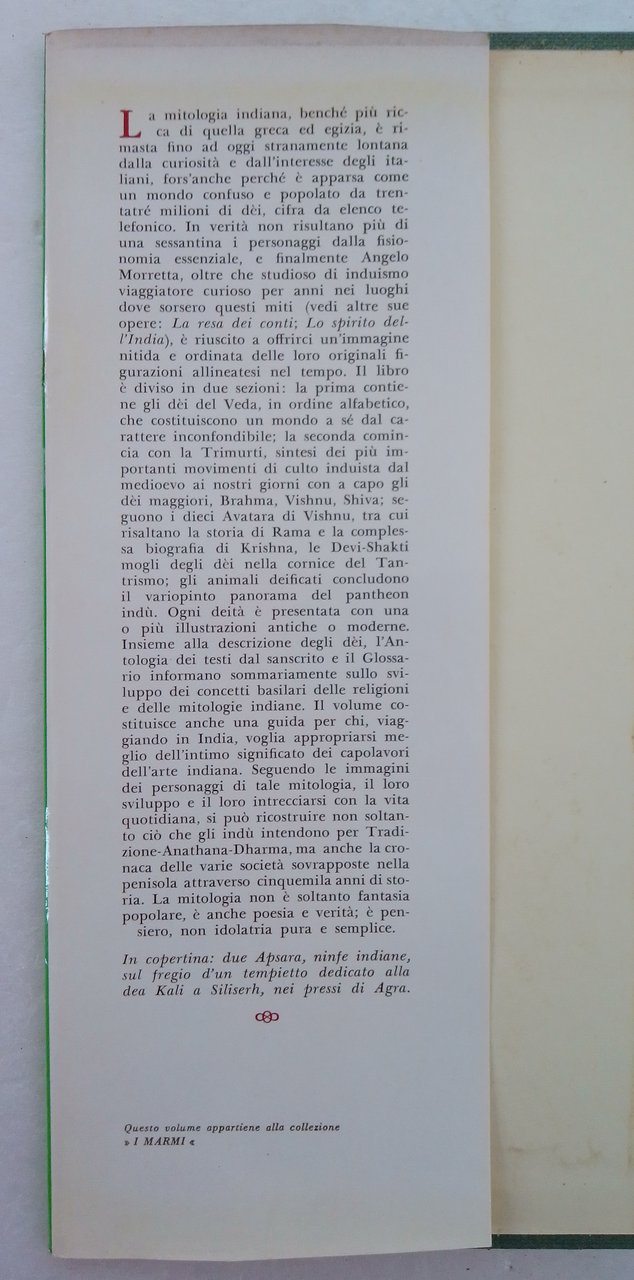 La mitologia indiana, benché più ric-
ca di quella greca ed egizia, è ri-
masta fino ad oggi stranamente lontana
dalla curiosità e dall'interesse degli ita-
liani, fors'anche perché è apparsa come
un mondo confuso e popolato da tren-
tatré milioni di dèi, cifra da elenco te-
lefonico. In verità non risultano più di
una sessantina i personaggi dalla fisio-
nomia essenziale, e finalmente Angelo
Morretta, oltre che studioso di induismo
viaggiatore curioso per anni nei luoghi
dove sorsero questi miti (vedi altre sue
opere: La resa dei conti; Lo spirito del-
l'India), è riuscito a offrirci un'immagine
nitida e ordinata delle loro originali fi-
gurazioni allineatesi nel tempo. Il libro
è diviso in due sezioni: la prima contie-
ne gli dèi del Veda, in ordine alfabetico,
che costituiscono un mondo a sé dal ca-
rattere inconfondibile; la seconda comin-
cia con la Trimurti, sintesi dei più im-
portanti movimenti di culto induista dal
medioevo ai nostri giorni con a capo gli
dèi maggiori, Brahma, Vishnu, Shiva; se-
guono i dieci Avatara di Vishnu, tra cui
risaltano la storia di Rama e la comples-
sa biografia di Krishna, le Devi-Shakti
mogli degli dèi nella cornice del Tan-
trismo; gli animali deificati concludono
il variopinto panorama del pantheon
indù. Ogni deità è presentata con una
o più illustrazioni antiche o moderne.
Insieme alla descrizione degli dèi, l'An-
tologia dei testi dal sanscrito e il Glossa-
rio informano sommariamente sullo svi-
luppo dei concetti basilari delle religioni
e delle mitologie indiane. Il volume co-
stituisce anche una guida per chi, viag-
giando in India, voglia appropriarsi me-
glio dell'intimo significato dei capolavori
dell'arte indiana. Seguendo le immagini
dei personaggi di tale mitologia, il loro
sviluppo e il loro intrecciarsi con la vita
quotidiana, si può ricostruire non soltan-
to ciò che gli indù intendono per Tradi-
zione-Anathana-Dharma, ma anche la cro-
naca delle varie società sovrapposte nella
penisola attraverso cinquemila anni di sto-
ria. La mitologia non è soltanto fantasia
popolare, è anche poesia e verità; è pen-
siero, non idolatria pura e semplice.
In copertina: due Apsara, ninfe indiane,
sul fregio d'un tempietto dedicato alla
dea Kali a Siliserh, nei pressi di Agra.
Questo volume appartiene alla collezione
» I MARMI «